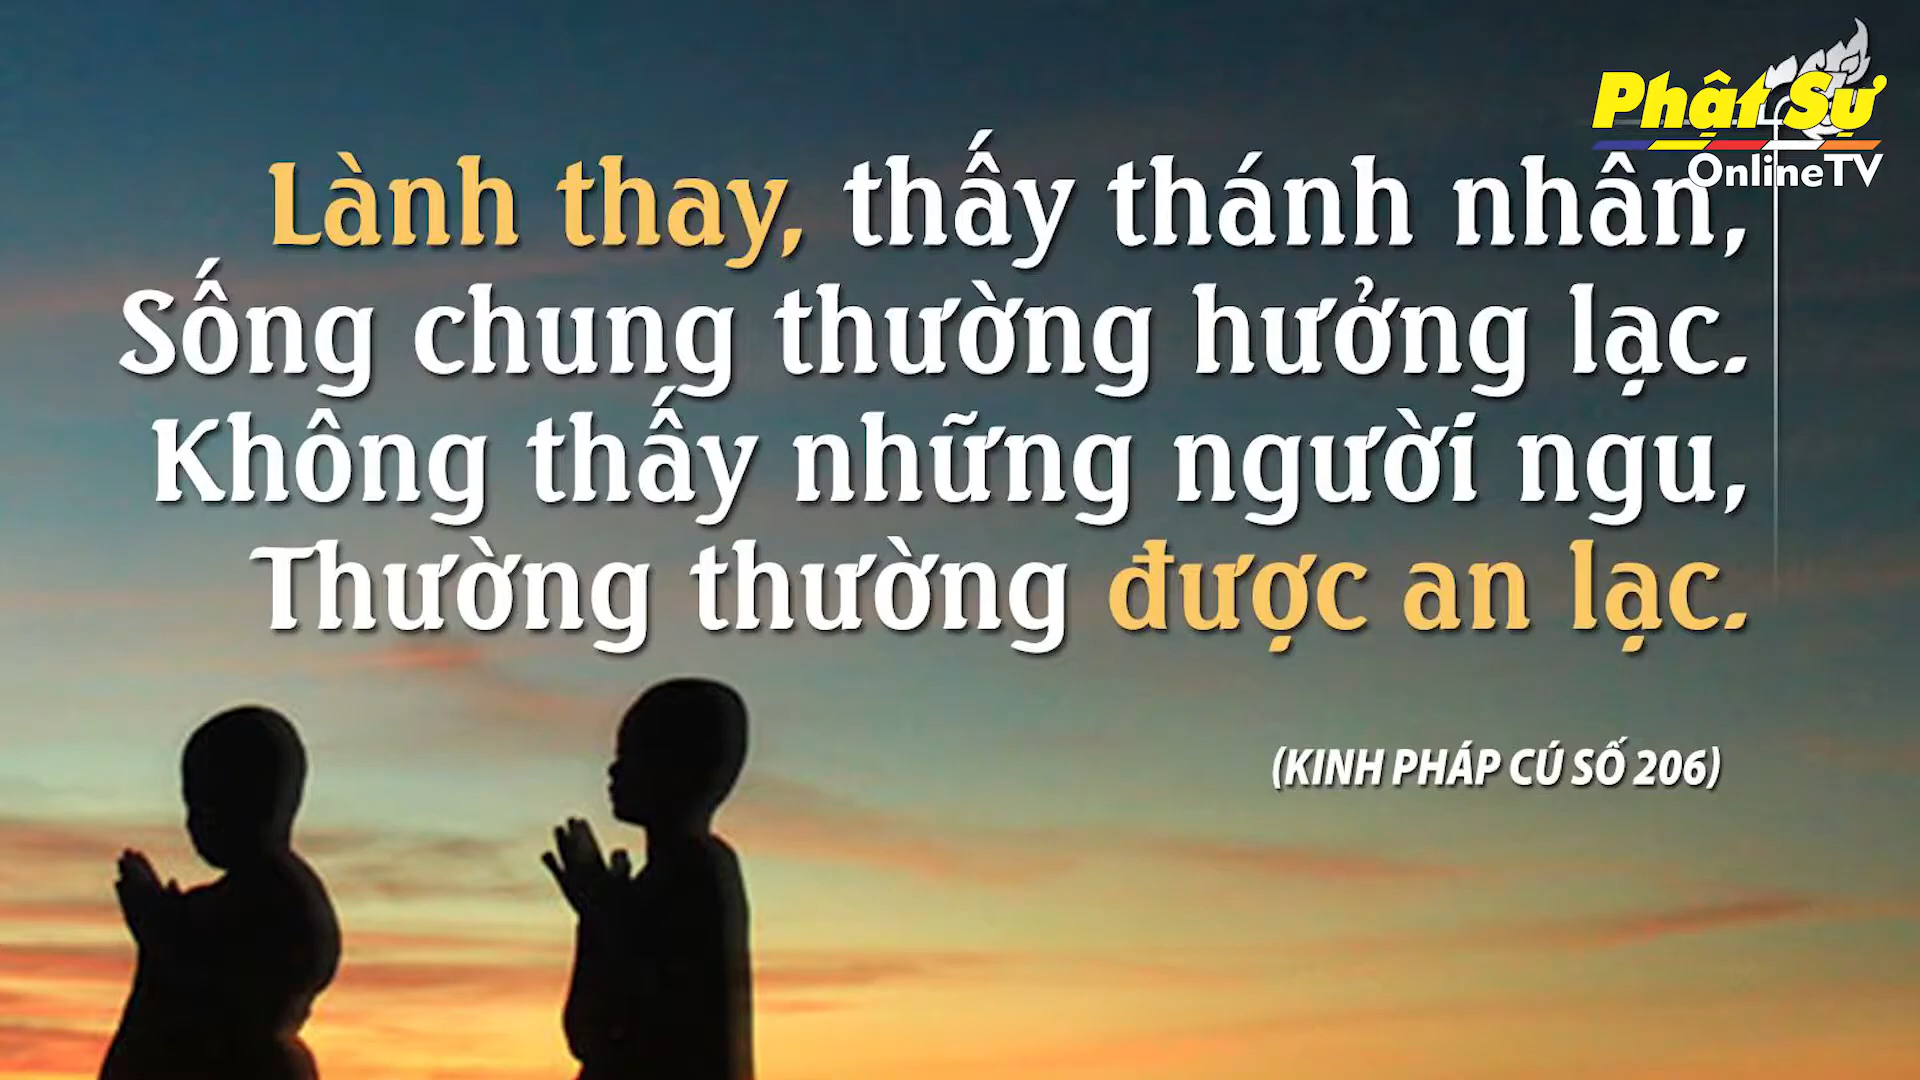 Phật Sự
OnlineTV
Lành thay, thấy thánh nhân,
Sống chung thường hưởng lạc.
Không thấy những người ngu,
Thường thường được an lạc.
(KINH PHÁP CÚ SỐ 206)